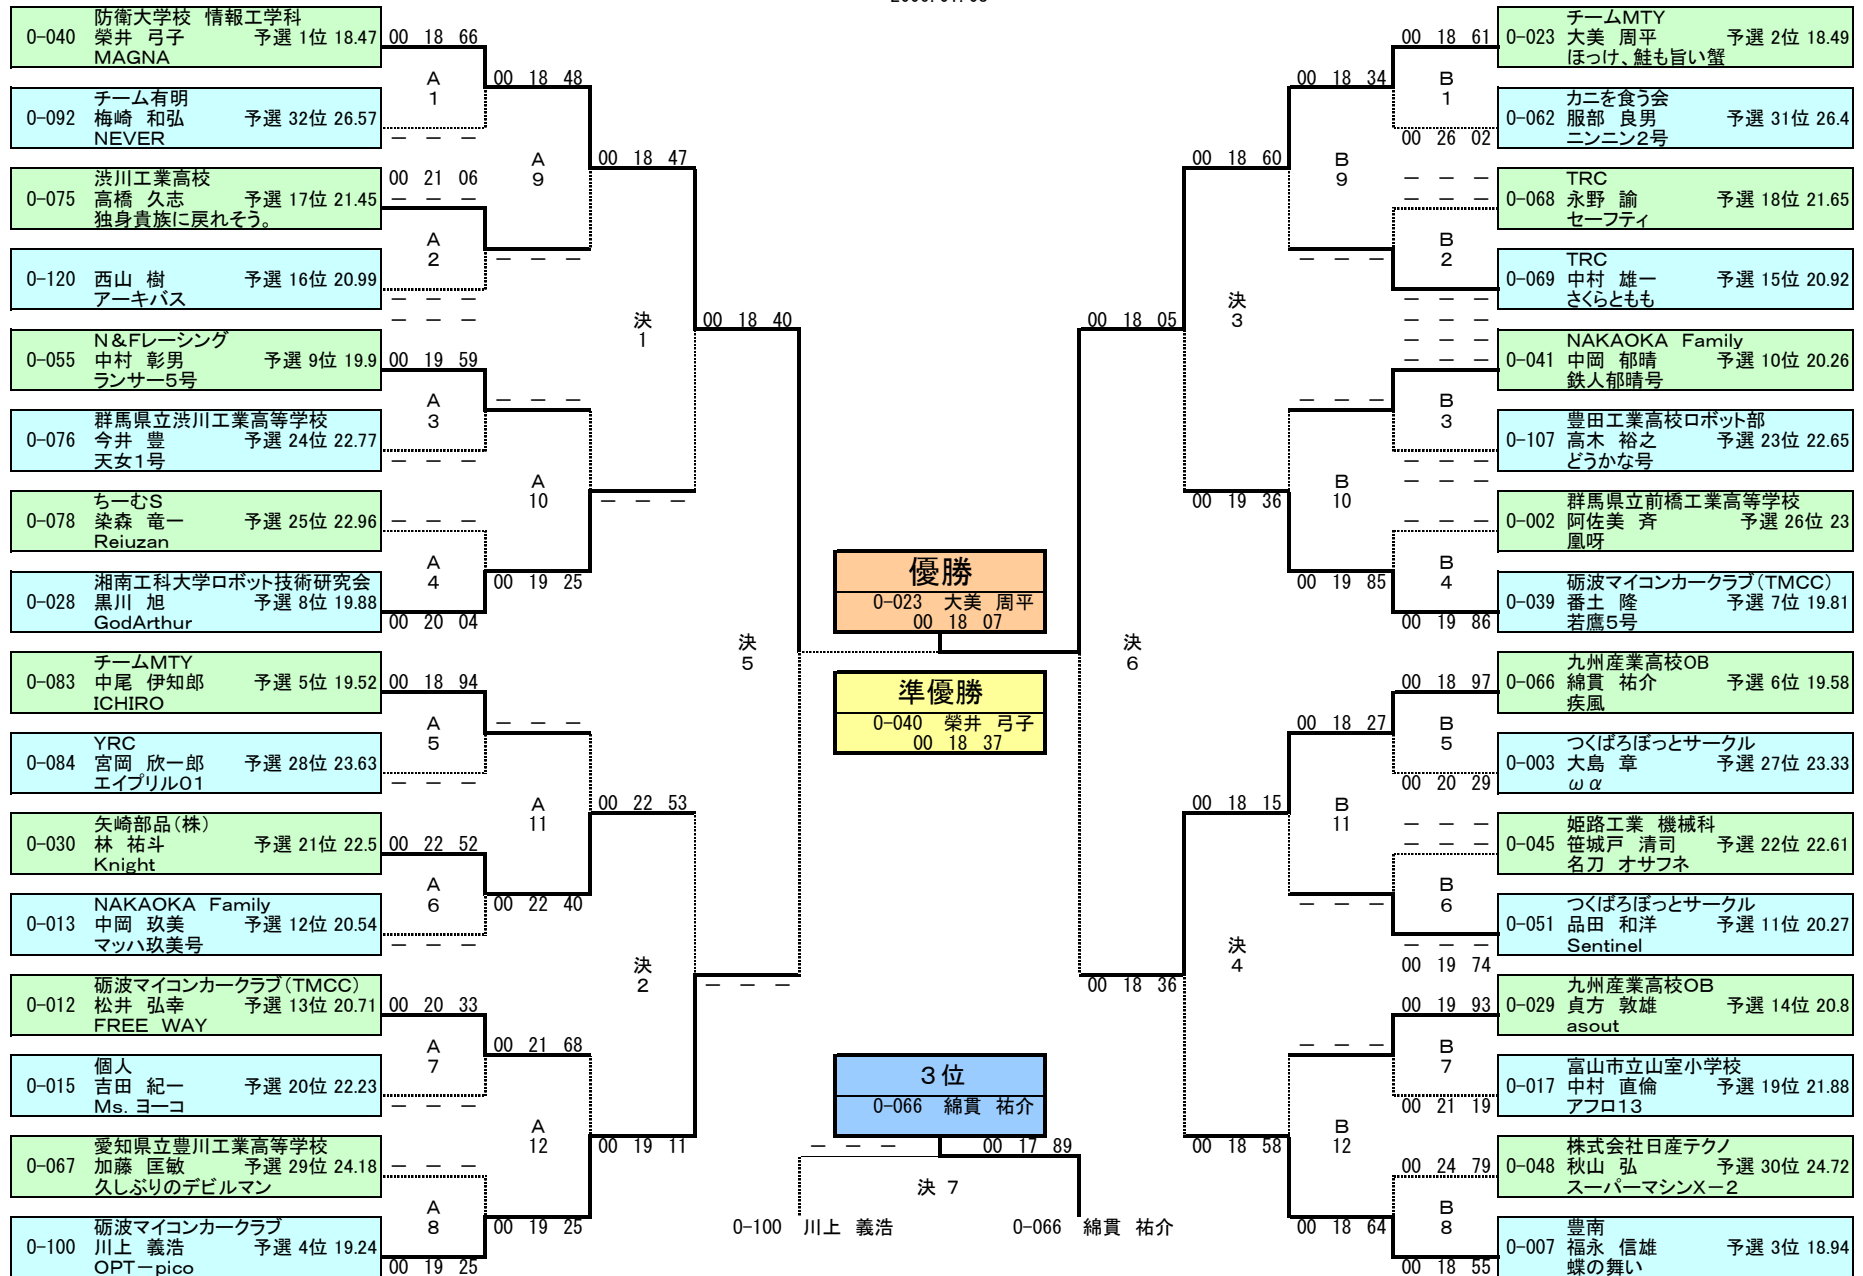 防衛大学校 情報工学科
0-040 榮井 弓子 予選 1位 18.47
MAGNA
00 18 66
A
1
チーム有明
0-092 梅崎 和弘 予選 32位 26.57
NEVER
— — —
00 18 48
A
9
渋川工業高校
0-075 高橋 久志 予選 17位 21.45
独身貴族に戻れそう。
00 21 06
— — —
A
2
0-120 西山 樹 予選 16位 20.99
アーキバス
— — —
— — —
— — —
00 18 47
決
1
N&Fレーシング
0-055 中村 彰男 予選 9位 19.9
ランサー5号
00 19 59
A
3
群馬県立渋川工業高等学校
0-076 今井 豊 予選 24位 22.77
天女1号
— — —
— — —
A
10
ちーむS
0-078 染森 竜一 予選 25位 22.96
Reiuzan
— — —
A
4
湘南工科大学ロボット技術研究会
0-028 黒川 旭 予選 8位 19.88
GodArthur
00 20 04
00 19 25
— — —
00 18 40
決
5
チームMTY
0-083 中尾 伊知郎 予選 5位 19.52
ICHIRO
00 18 94
A
5
YRC
0-084 宮岡 欣一郎 予選 28位 23.63
エイプリル01
— — —
— — —
A
11
矢崎部品(株)
0-030 林 祐斗 予選 21位 22.5
Knight
00 22 52
A
6
NAKAOKA Family
0-013 中岡 玖美 予選 12位 20.54
マッハ玖美号
— — —
00 22 40
00 22 53
決
2
砺波マイコンカークラブ(TMCC)
0-012 松井 弘幸 予選 13位 20.71
FREE WAY
00 20 33
A
7
個人
0-015 吉田 紀一 予選 20位 22.23
Ms. ヨーコ
— — —
00 21 68
A
12
愛知県立豊川工業高等学校
0-067 加藤 匡敏 予選 29位 24.18
久しぶりのデビルマン
— — —
A
8
砺波マイコンカークラブ
0-100 川上 義浩 予選 4位 19.24
OPT-pico
00 19 25
00 19 25
00 19 11
— — —
優勝
0-023 大美 周平
00 18 07
準優勝
0-040 榮井 弓子
00 18 37
3位
0-066 綿貫 祐介
— — — 00 17 89
決 7
0-100 川上 義浩 0-066 綿貫 祐介
チームMTY
0-023 大美 周平 予選 2位 18.49
ほっけ、鮭も旨い蟹
00 18 61
B
1
カニを食う会
0-062 服部 良男 予選 31位 26.4
ニンニン2号
00 26 02
00 18 34
B
9
TRC
0-068 永野 諭 予選 18位 21.65
セーフティ
— — —
— — —
B
2
TRC
0-069 中村 雄一 予選 15位 20.92
さくらともも
— — —
— — —
— — —
00 18 60
決
3
NAKAOKA Family
0-041 中岡 郁晴 予選 10位 20.26
鉄人郁晴号
— — —
B
3
豊田工業高校ロボット部
0-107 高木 裕之 予選 23位 22.65
どうかな号
— — —
— — —
— — —
B
10
群馬県立前橋工業高等学校
0-002 阿佐美 斉 予選 26位 23
凰呀
— — —
B
4
砺波マイコンカークラブ(TMCC)
0-039 番土 隆 予選 7位 19.81
若鷹5号
00 19 86
00 19 85
00 19 36
00 18 05
決
6
九州産業高校OB
0-066 綿貫 祐介 予選 6位 19.58
疾風
00 18 97
B
5
つくばろぼっとサークル
0-003 大島 章 予選 27位 23.33
ωα
00 20 29
00 18 27
B
11
姫路工業 機械科
0-045 笹城戸 清司 予選 22位 22.61
名刀 オサフネ
— — —
— — —
B
6
つくばろぼっとサークル
0-051 品田 和洋 予選 11位 20.27
Sentinel
— — —
00 19 74
— — —
00 18 15
決
4
九州産業高校OB
0-029 貞方 敦雄 予選 14位 20.8
asout
00 19 93
B
7
富山市立山室小学校
0-017 中村 直倫 予選 19位 21.88
アフロ13
00 21 19
— — —
B
12
株式会社日産テクノ
0-048 秋山 弘 予選 30位 24.72
スーパーマシンX-2
00 24 79
B
8
豊南
0-007 福永 信雄 予選 3位 18.94
蝶の舞い
00 18 55
00 18 64
00 18 58
00 18 36